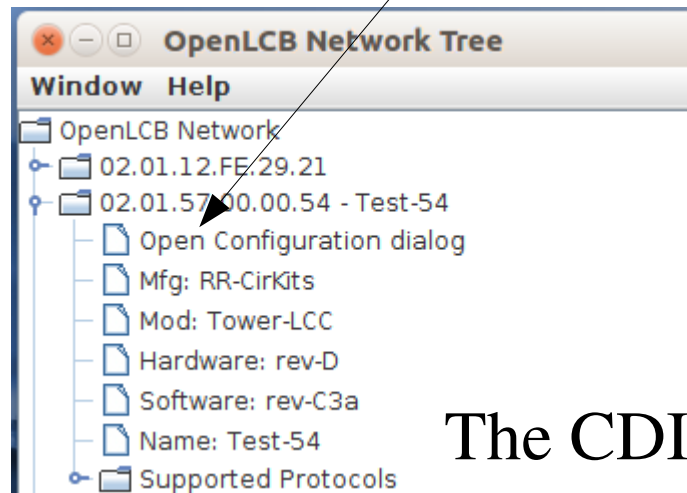 OpenLCB Network Tree
Window Help
OpenLCB Network
02.01.12.FE.29.21
02.01.57.00.00.54 - Test-54
Open Configuration dialog
Mfg: RR-CirKits
Mod: Tower-LCC
Hardware: rev-D
Software: rev-C3a
Name: Test-54
The CDI
Supported Protocols